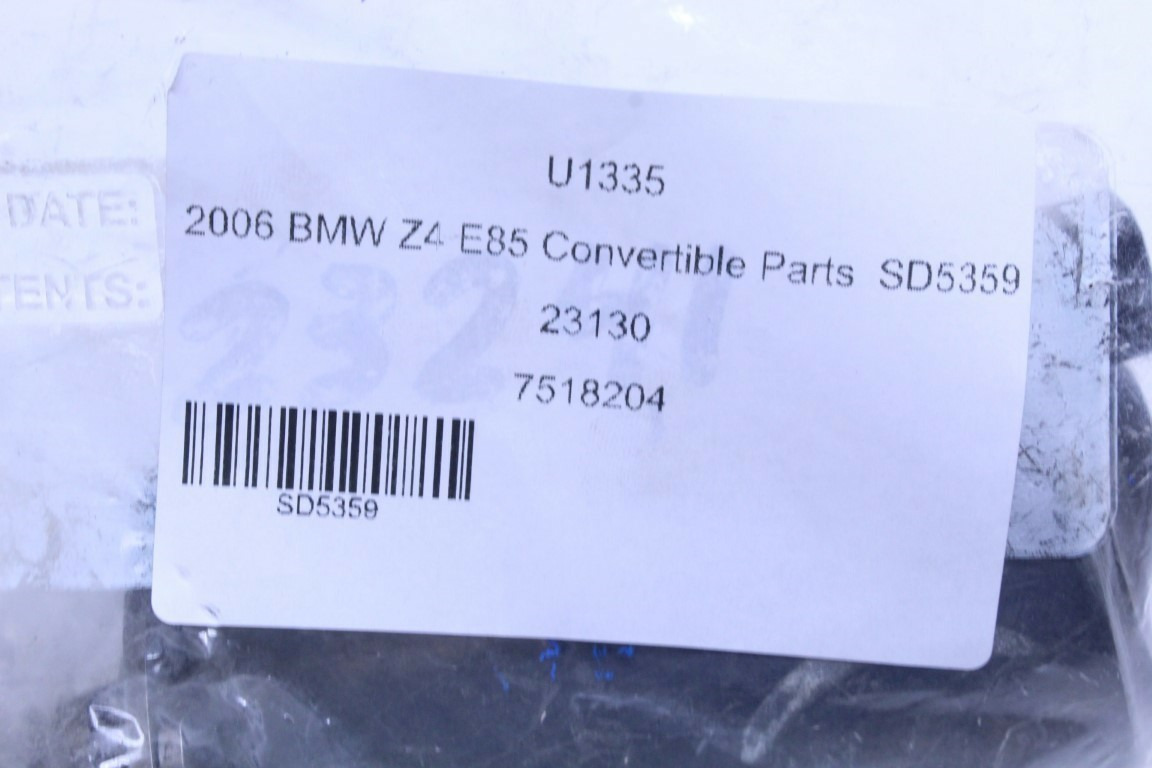 U1335
2006 BMW Z4 E85 Convertible Parts SD5359
23130
7518204
SD5359
DATE:
TENTS: